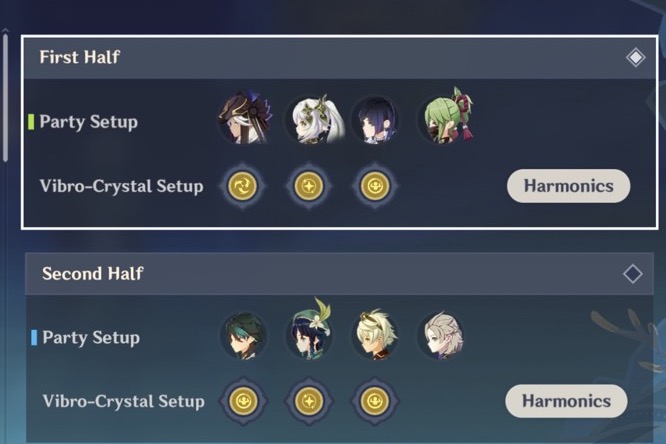 First Half
Party Setup
Vibro-Crystal Setup
Harmonics
Second Half
Party Setup
Vibro-Crystal Setup
Harmonics